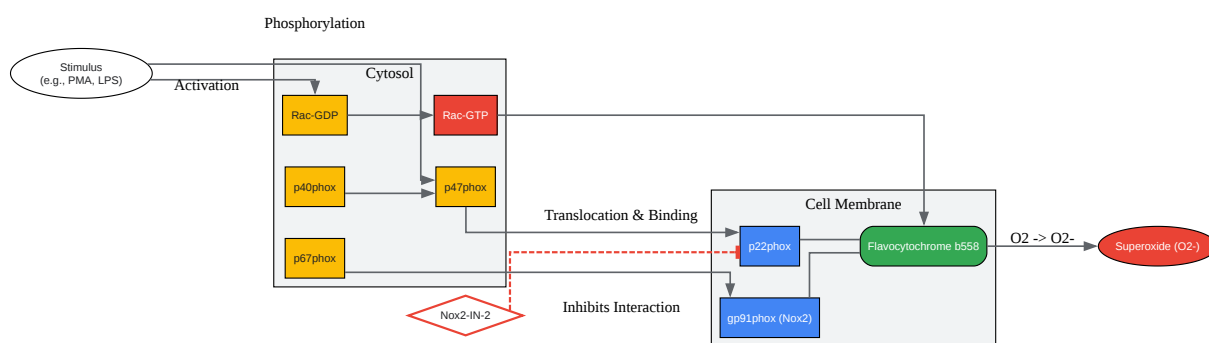 Phosphorylation
Stimulus
(e.g., PMA, LPS)
Activation
Cytosol
Rac-GDP
Rac-GTP
p40phox
p47phox
p67phox
Translocation & Binding
Cell Membrane
p22phox
Flavocytochrome b558
O2 -> O2-
Superoxide (O2-)
Nox2-IN-2
Inhibits Interaction
gp91phox (Nox2)